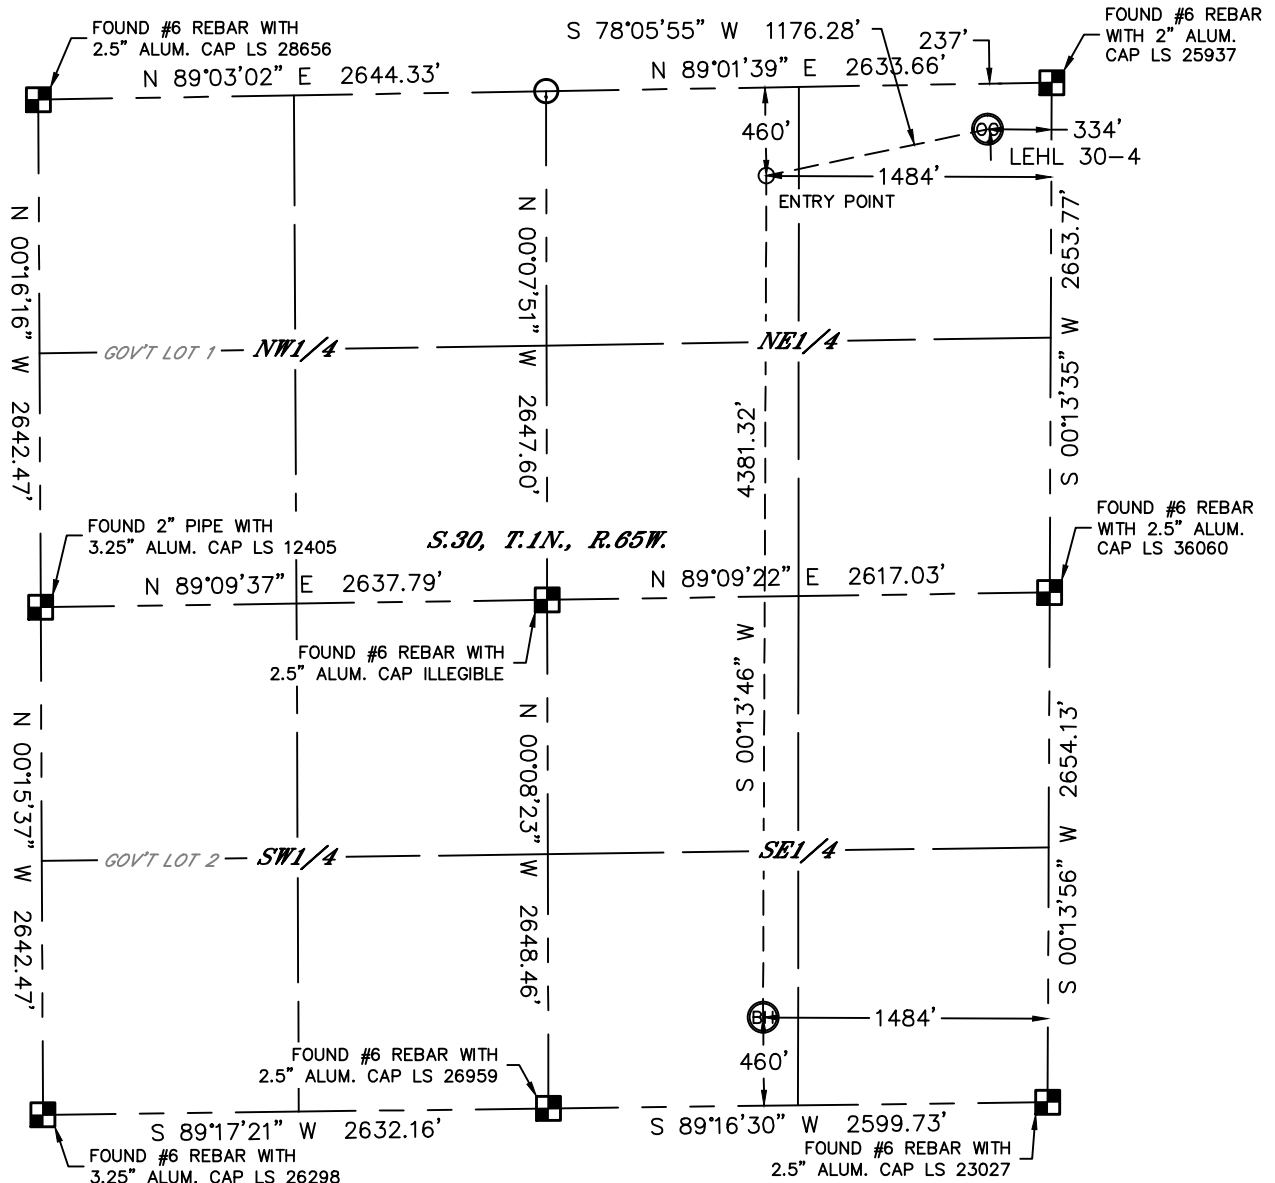 FOUND #6 REBAR WITH
2.5" ALUM. CAP LS 28656
S 78°05'55" W 1176.28'
237'
FOUND #6 REBAR
WITH 2" ALUM.
CAP LS 25937
N 89°03'02" E 2644.33'
N 89°01'39" E 2633.66'
460'
OG
334'
LEHL 30-4
1484'
ENTRY POINT
N 00°16'16" W 2642.47'
N 00°07'51" W 2647.60'
S 00°13'35" W 2653.77'
GOV'T LOT 1
NW1/4
NE1/4
4381.32'
FOUND 2" PIPE WITH
3.25" ALUM. CAP LS 12405
S.30, T.1N., R.65W.
FOUND #6 REBAR
WITH 2.5" ALUM.
CAP LS 36060
N 89°09'37" E 2637.79'
N 89°09'22" E 2617.03'
FOUND #6 REBAR WITH
2.5" ALUM. CAP ILLEGIBLE
S 00°13'46" W
N 00°15'37" W 2642.47'
N 00°08'23" W 2648.46'
S 00°13'56" W 2654.13'
GOV'T LOT 2
SW1/4
SE1/4
BH
1484'
460'
FOUND #6 REBAR WITH
2.5" ALUM. CAP LS 26959
S 89°17'21" W 2632.16'
S 89°16'30" W 2599.73'
FOUND #6 REBAR WITH
3.25" ALUM. CAP LS 26298
FOUND #6 REBAR WITH
2.5" ALUM. CAP LS 23027